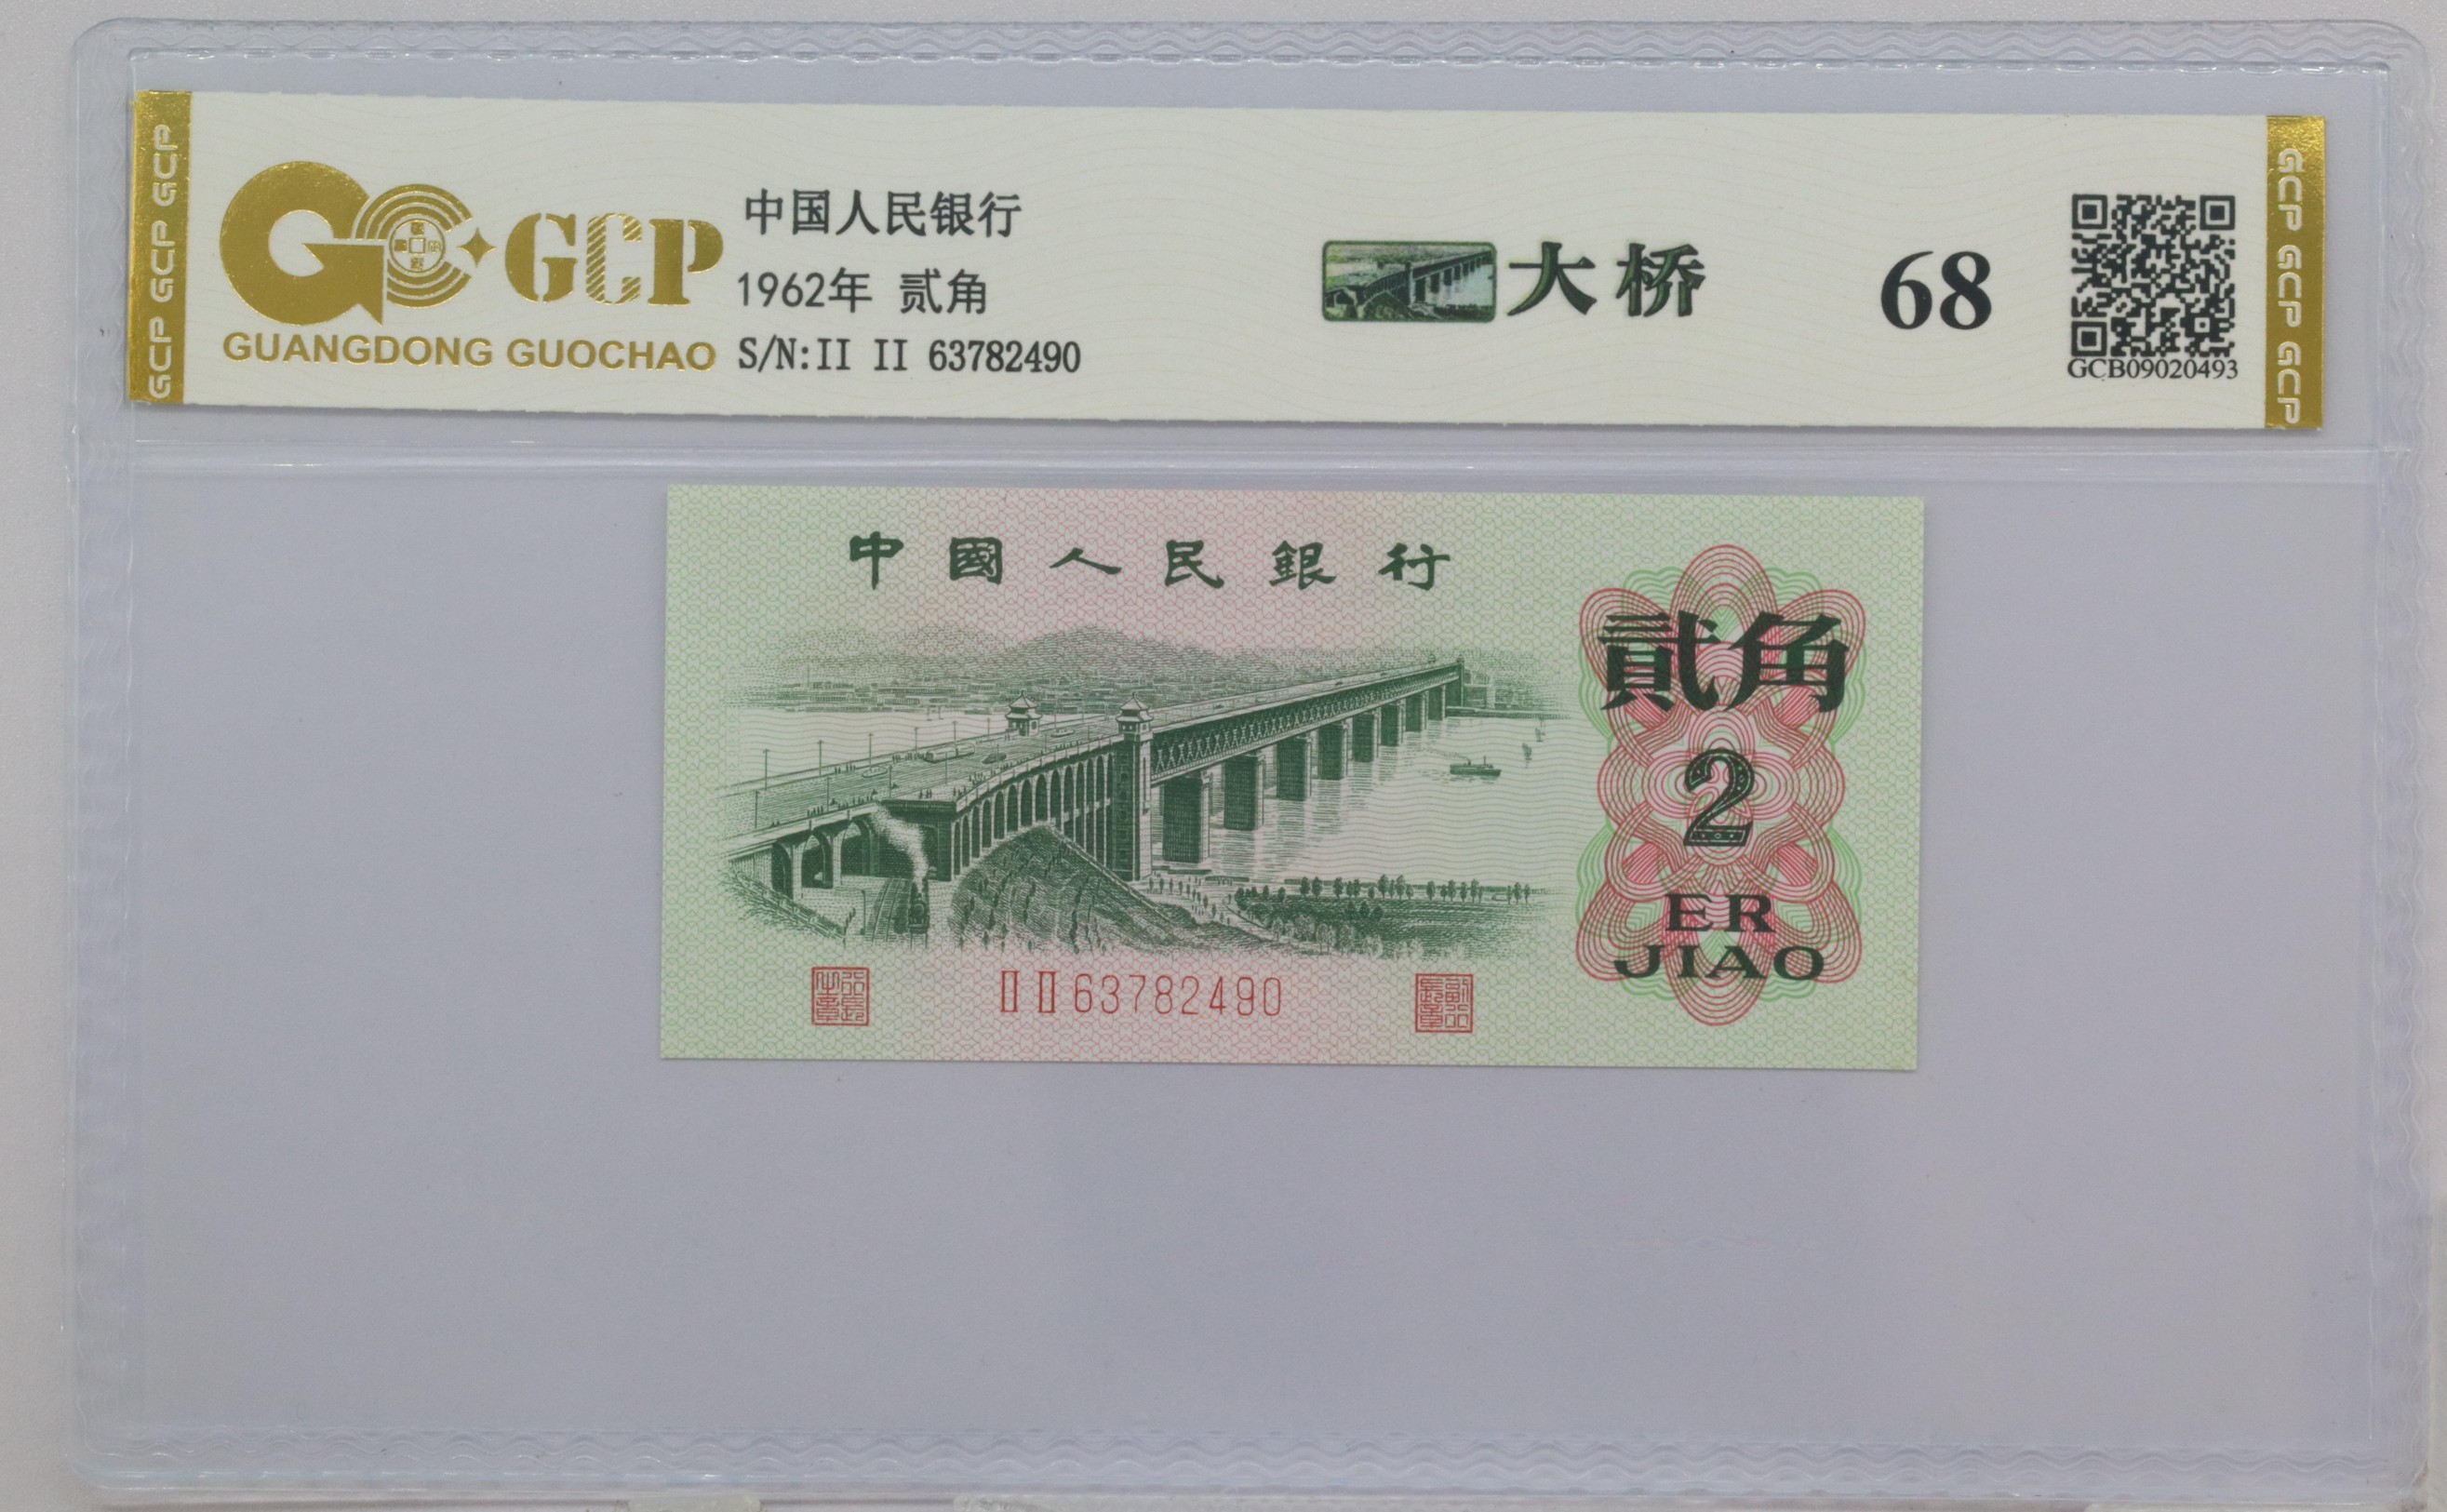 GCP GCP GCP
GCP
GUANGDONG GUOCHAO
中国人民银行
1962年 贰角
S/N:II II 63782490
大桥
68
GCB09020493
GCP GCP GCP
中國人民銀行
貳角
2
ER
JIAO
II II 63782490